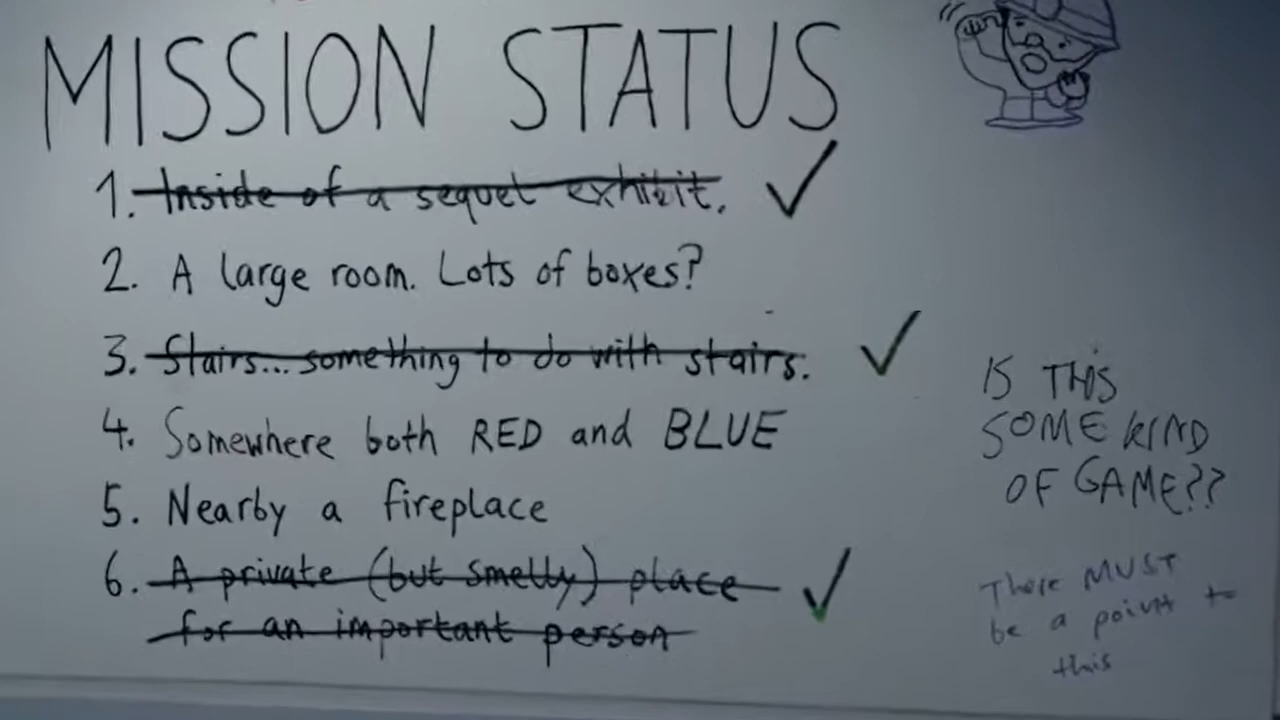 MISSION STATUS
1. Inside of a sequel exhibit.
2. A large room. Lots of boxes?
3. Stairs... something to do with stairs.
4. Somewhere both RED and BLUE
5. Nearby a fireplace
6. A private (but smelly) place
for an important person
IS THIS
SOME KIND
OF GAME??
There MUST
be a point to
this